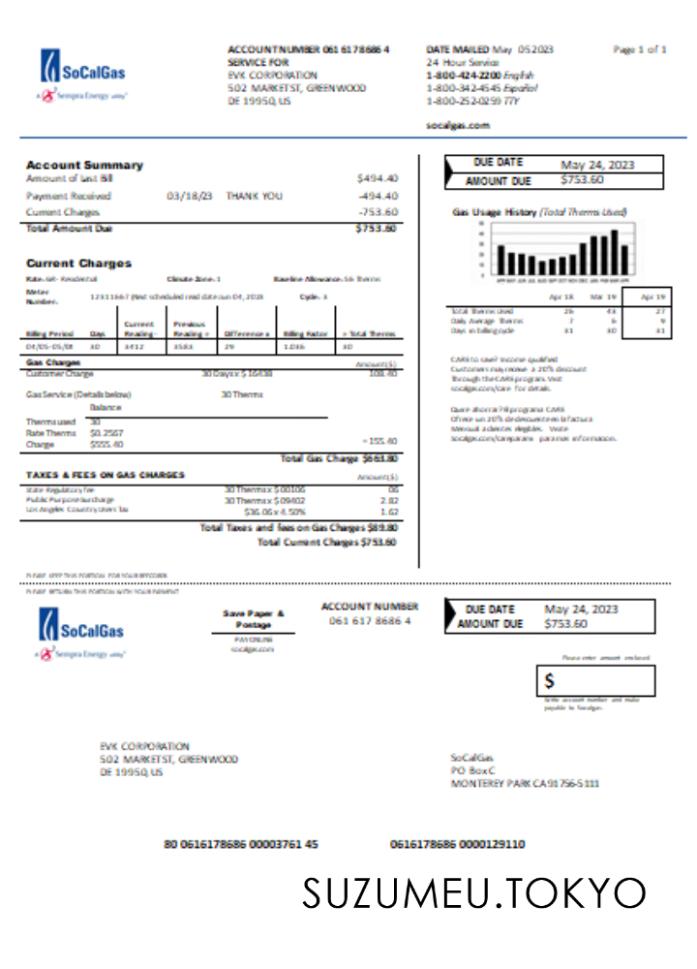 SoCalGas
A Sempra Energy utility
ACCOUNT NUMBER 061 617 8686 4
SERVICE FOR
EVK CORPORATION
502 MARKET ST, GREENWOOD
DE 19950, US
DATE MAILED May 05 2023
24 Hour Service
1-800-424-2200 English
1-800-342-4545 Español
1-800-252-0259 TTY
socalgas.com
Page 1 of 1
Account Summary
Amount of Last Bill $494.40
Payment Received 03/18/23 THANK YOU -494.40
Current Charges -753.60
Total Amount Due $753.60
DUE DATE May 24, 2023
AMOUNT DUE $753.60
Gas Usage History (Total Therms Used)
Apr 18 Mar 19 Apr 19
Total Therms Used 26 43 27
Daily Average Therms 7 6 9
Days in billing cycle 31 30 31
CARE to save? Income qualified
Customers may receive a 20% discount
Through the CARE program. Visit
socalgas.com/care for details.
socalgas.com/careparami para mas informacion.
Current Charges
Rate: Residential Climate Zone: 1 Baseline Allowance: Therms
Meter
Number: (Next scheduled read date Jun 04, 2023 Cycle: 3
Billing Period Days Current Reading - Previous Reading = Difference x Billing Factor = Total Therms
30 3412 3583 29 1.036 30
Gas Charges Amount($)
Customer Charge 30 Days x $.16438 108.40
Gas Service (Details below) 30 Therms
Balance
Therms used 30
Rate Therms $0.2567
Charge $555.40 = 155.40
Total Gas Charge $663.80
TAXES & FEES ON GAS CHARGES Amount($)
State Regulatory fee 30 Therms x $.00106 06
Public Purpose Surcharge 30 Therms x $.09402 2.82
Los Angeles Country Users Tax $36.06 x 4.50% 1.62
Total Taxes and fees on Gas Charges $89.80
Total Current Charges $753.60
PLEASE KEEP THIS PORTION FOR YOUR RECORDS
PLEASE RETURN THIS PORTION WITH YOUR PAYMENT
SoCalGas
A Sempra Energy utility
Save Paper &
Postage
PAY ONLINE
socalgas.com
ACCOUNT NUMBER
061 617 8686 4
DUE DATE May 24, 2023
AMOUNT DUE $753.60
Please enter amount enclosed
$
Write account number and make
payable to Socalgas.
EVK CORPORATION
502 MARKET ST, GREENWOOD
DE 19950, US
SoCalGas
PO Box C
MONTEREY PARK CA 91756-5111
80 0616178686 00003761 45
0616178686 0000129110
SUZUMEU.TOKYO